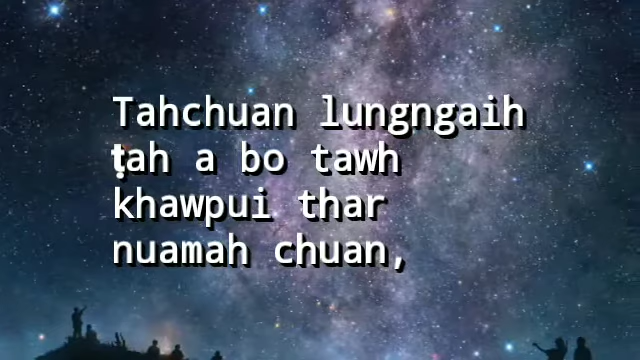 Tahchuan lungngaih
ṭah a bo tawh
khawpui thar
nuamah chuan,